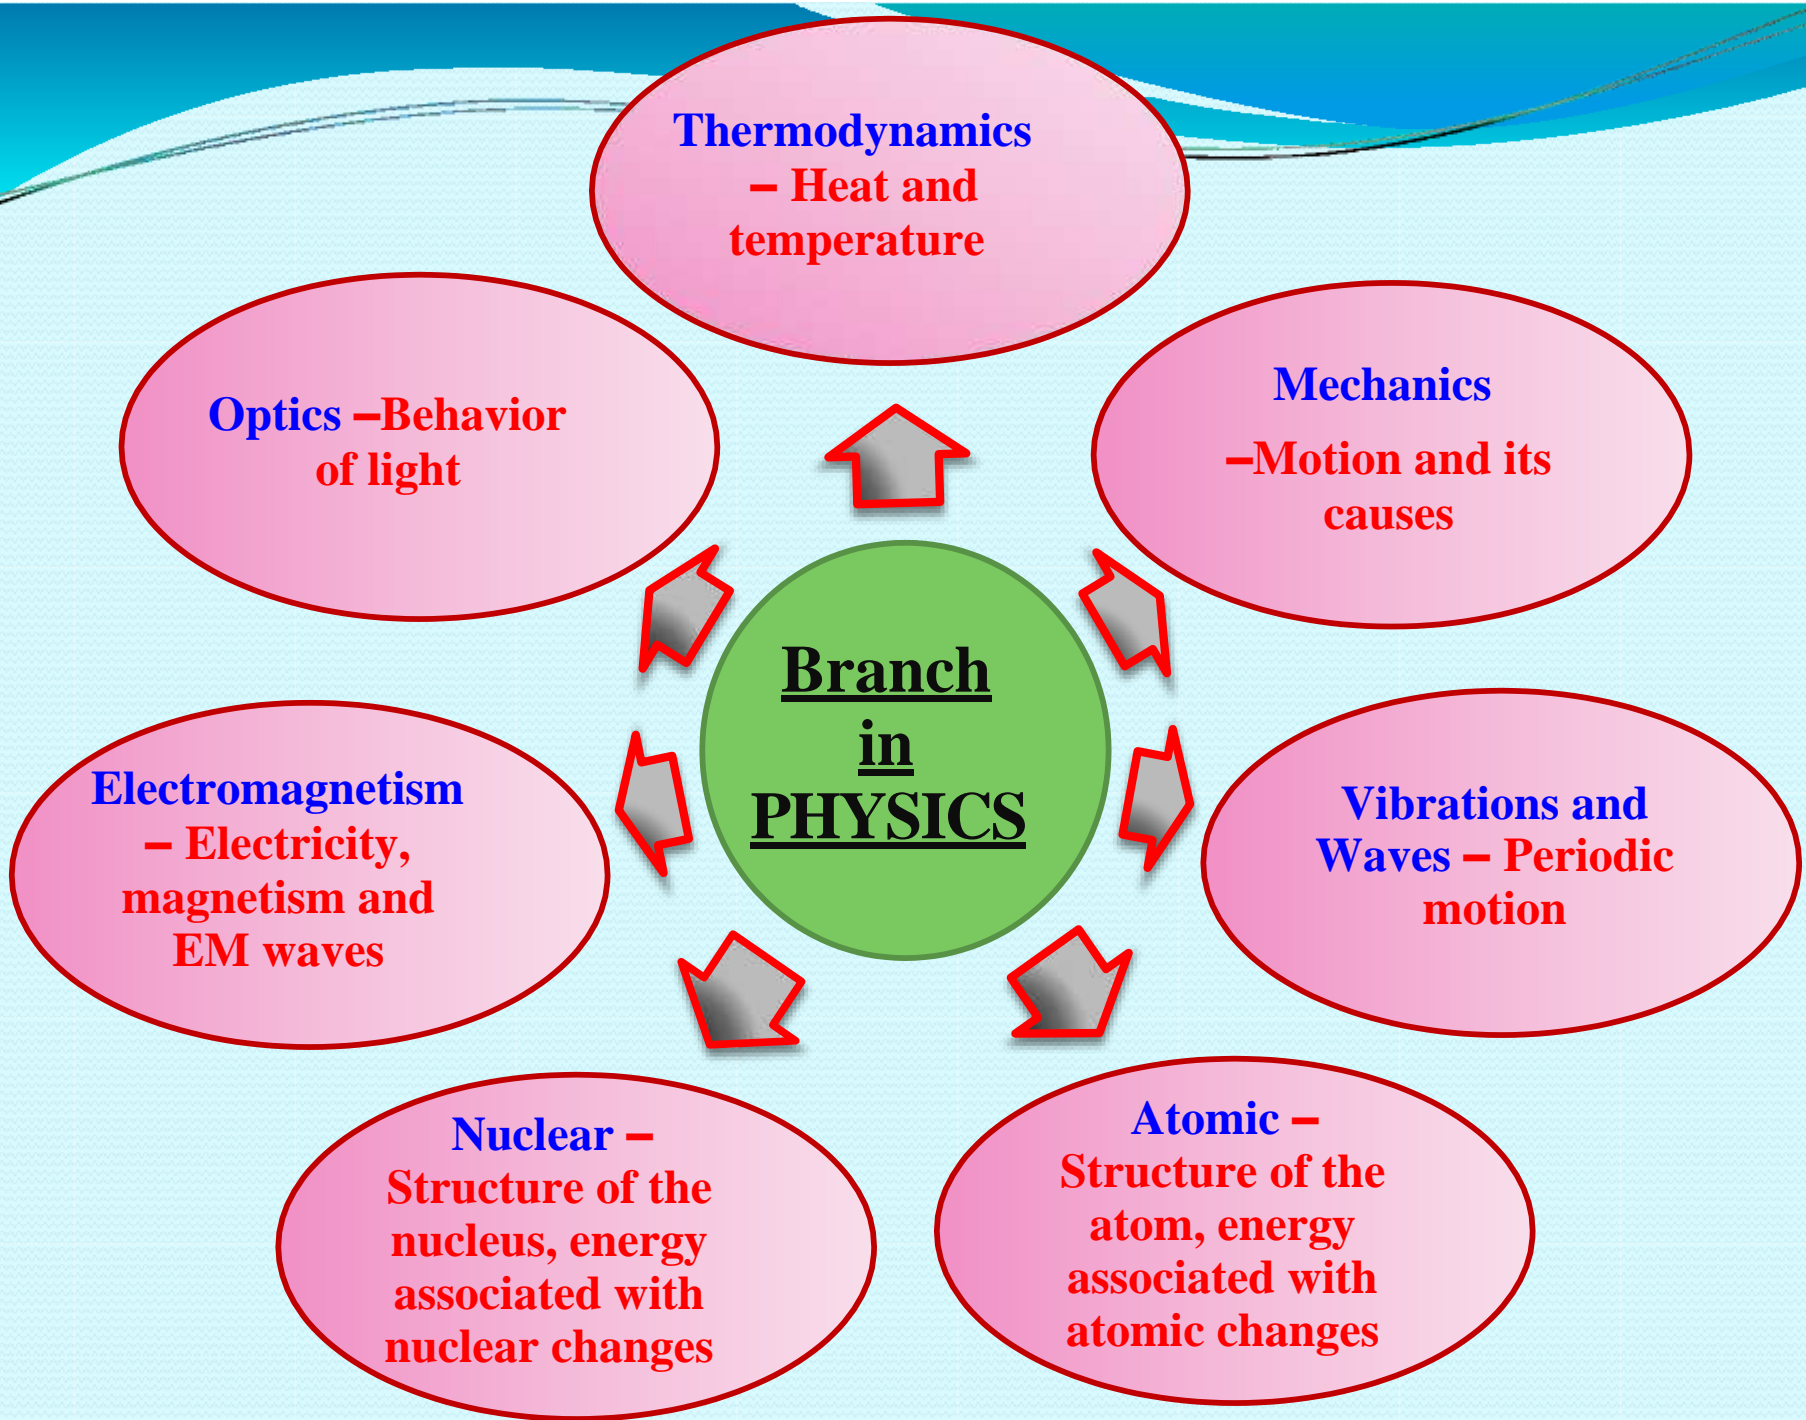 Thermodynamics
– Heat and
temperature
Optics –Behavior
of light
Mechanics
–Motion and its
causes
Branch
in
PHYSICS
Electromagnetism
– Electricity,
magnetism and
EM waves
Vibrations and
Waves – Periodic
motion
Nuclear –
Structure of the
nucleus, energy
associated with
nuclear changes
Atomic –
Structure of the
atom, energy
associated with
atomic changes